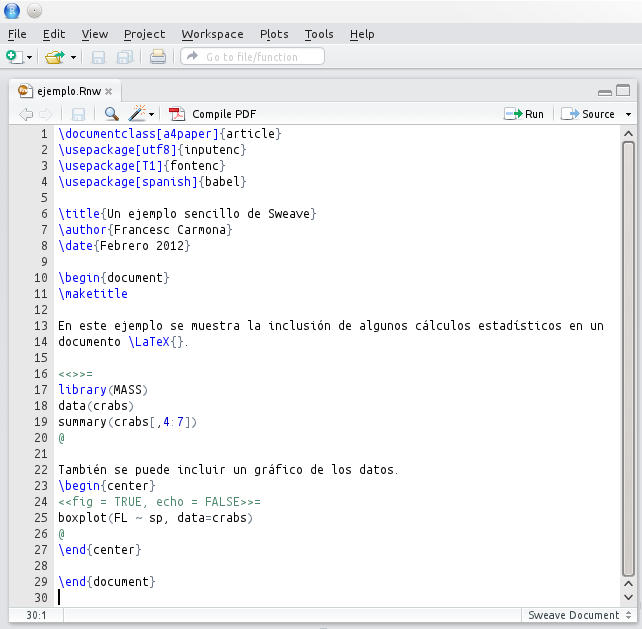 File Edit View Project Workspace Plots Tools Help
Go to file/function
ejemplo.Rnw
Compile PDF Run Source
1 \documentclass[a4paper]{article}
2 \usepackage[utf8]{inputenc}
3 \usepackage[T1]{fontenc}
4 \usepackage[spanish]{babel}
5
6 \title{Un ejemplo sencillo de Sweave}
7 \author{Francesc Carmona}
8 \date{Febrero 2012}
9
10 \begin{document}
11 \maketitle
12
13 En este ejemplo se muestra la inclusión de algunos cálculos estadísticos en un
14 documento \LaTeX{}.
15
16 <<>>=
17 library(MASS)
18 data(crabs)
19 summary(crabs[,4:7])
20 @
21
22 También se puede incluir un gráfico de los datos.
23 \begin{center}
24 <<fig = TRUE, echo = FALSE>>=
25 boxplot(FL ~ sp, data=crabs)
26 @
27 \end{center}
28
29 \end{document}
30
30:1 Sweave Document